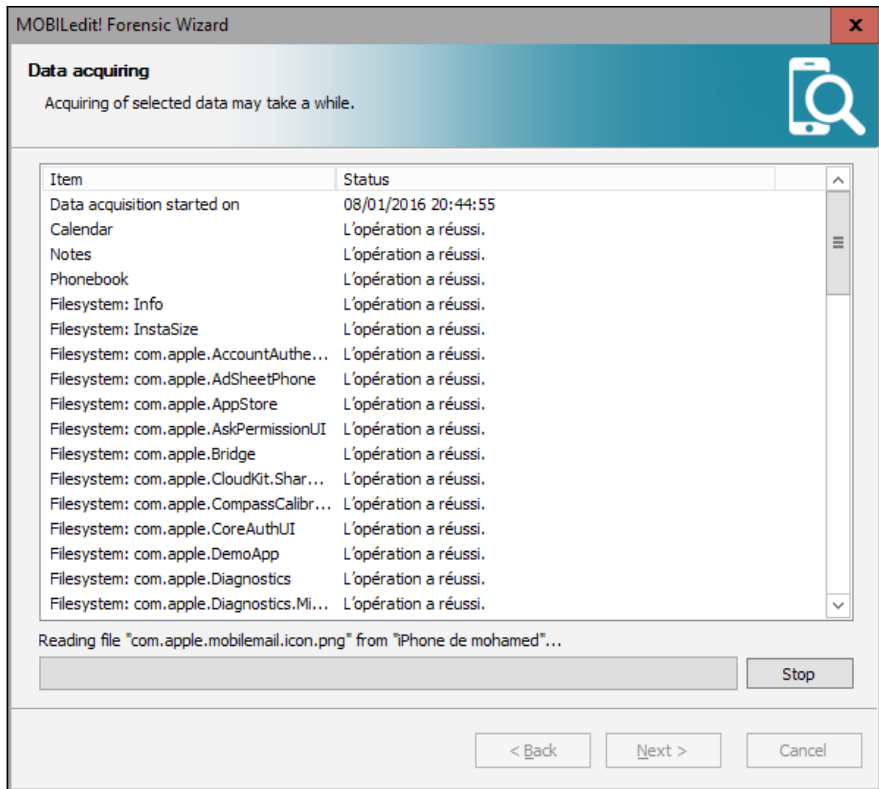 MOBILedit! Forensic Wizard
x
Data acquiring
Acquiring of selected data may take a while.
Item Status
Data acquisition started on 08/01/2016 20:44:55
Calendar L'opération a réussi.
Notes L'opération a réussi.
Phonebook L'opération a réussi.
Filesystem: Info L'opération a réussi.
Filesystem: InstaSize L'opération a réussi.
Filesystem: com.apple.AccountAuthe... L'opération a réussi.
Filesystem: com.apple.AdSheetPhone L'opération a réussi.
Filesystem: com.apple.AppStore L'opération a réussi.
Filesystem: com.apple.AskPermissionUI L'opération a réussi.
Filesystem: com.apple.Bridge L'opération a réussi.
Filesystem: com.apple.CloudKit.Shar... L'opération a réussi.
Filesystem: com.apple.CompassCalibr... L'opération a réussi.
Filesystem: com.apple.CoreAuthUI L'opération a réussi.
Filesystem: com.apple.DemoApp L'opération a réussi.
Filesystem: com.apple.Diagnostics L'opération a réussi.
Filesystem: com.apple.Diagnostics.Mi... L'opération a réussi.
Reading file "com.apple.mobilemail.icon.png" from "iPhone de mohamed"...
Stop
< Back Next > Cancel